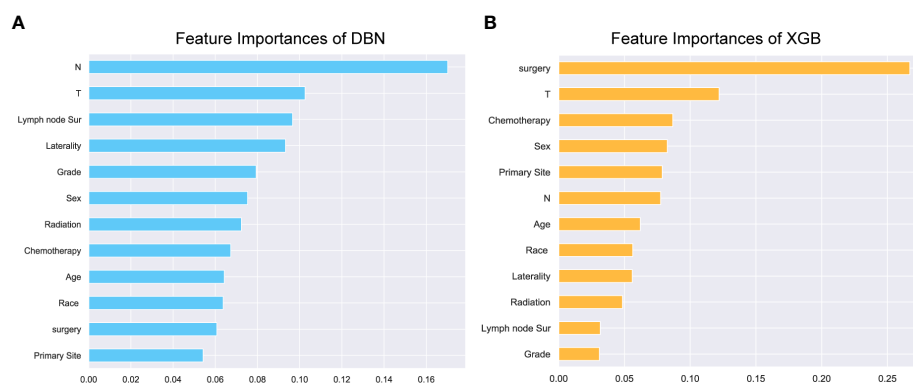 A
Feature Importances of DBN
N
T
Lymph node Sur
Laterality
Grade
Sex
Radiation
Chemotherapy
Age
Race
surgery
Primary Site
0.00 0.02 0.04 0.06 0.08 0.10 0.12 0.14 0.16
B
Feature Importances of XGB
surgery
T
Chemotherapy
Sex
Primary Site
N
Age
Race
Laterality
Radiation
Lymph node Sur
Grade
0.00 0.05 0.10 0.15 0.20 0.25